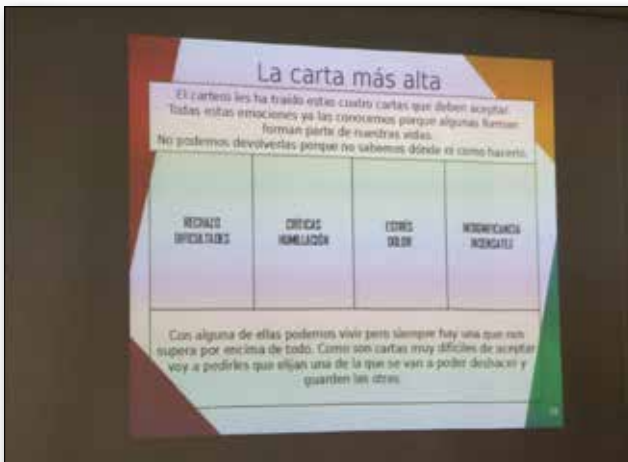 La carta más alta
El cartero les ha traído estas cuatro cartas que deben aceptar.
Todas estas emociones ya las conocemos porque algunas forman
forman parte de nuestras vidas.
No podemos devolverlas porque no sabemos dónde ni como hacerlo.
RECHAZO
DIFICULTADES
CRÍTICAS
HUMILLACIÓN
ESTRÉS
DOLOR
INSIGNIFICANCIA
Con alguna de ellas podemos vivir pero siempre hay una que nos
supera por encima de todo. Como son cartas muy difíciles de aceptar
voy a pedirles que elijan una de la que se van a poder deshacer y
guarden las otras.